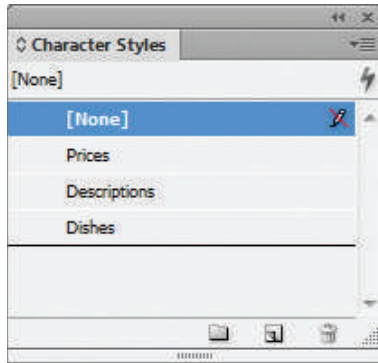 Character Styles
[None]
[None]
Prices
Descriptions
Dishes